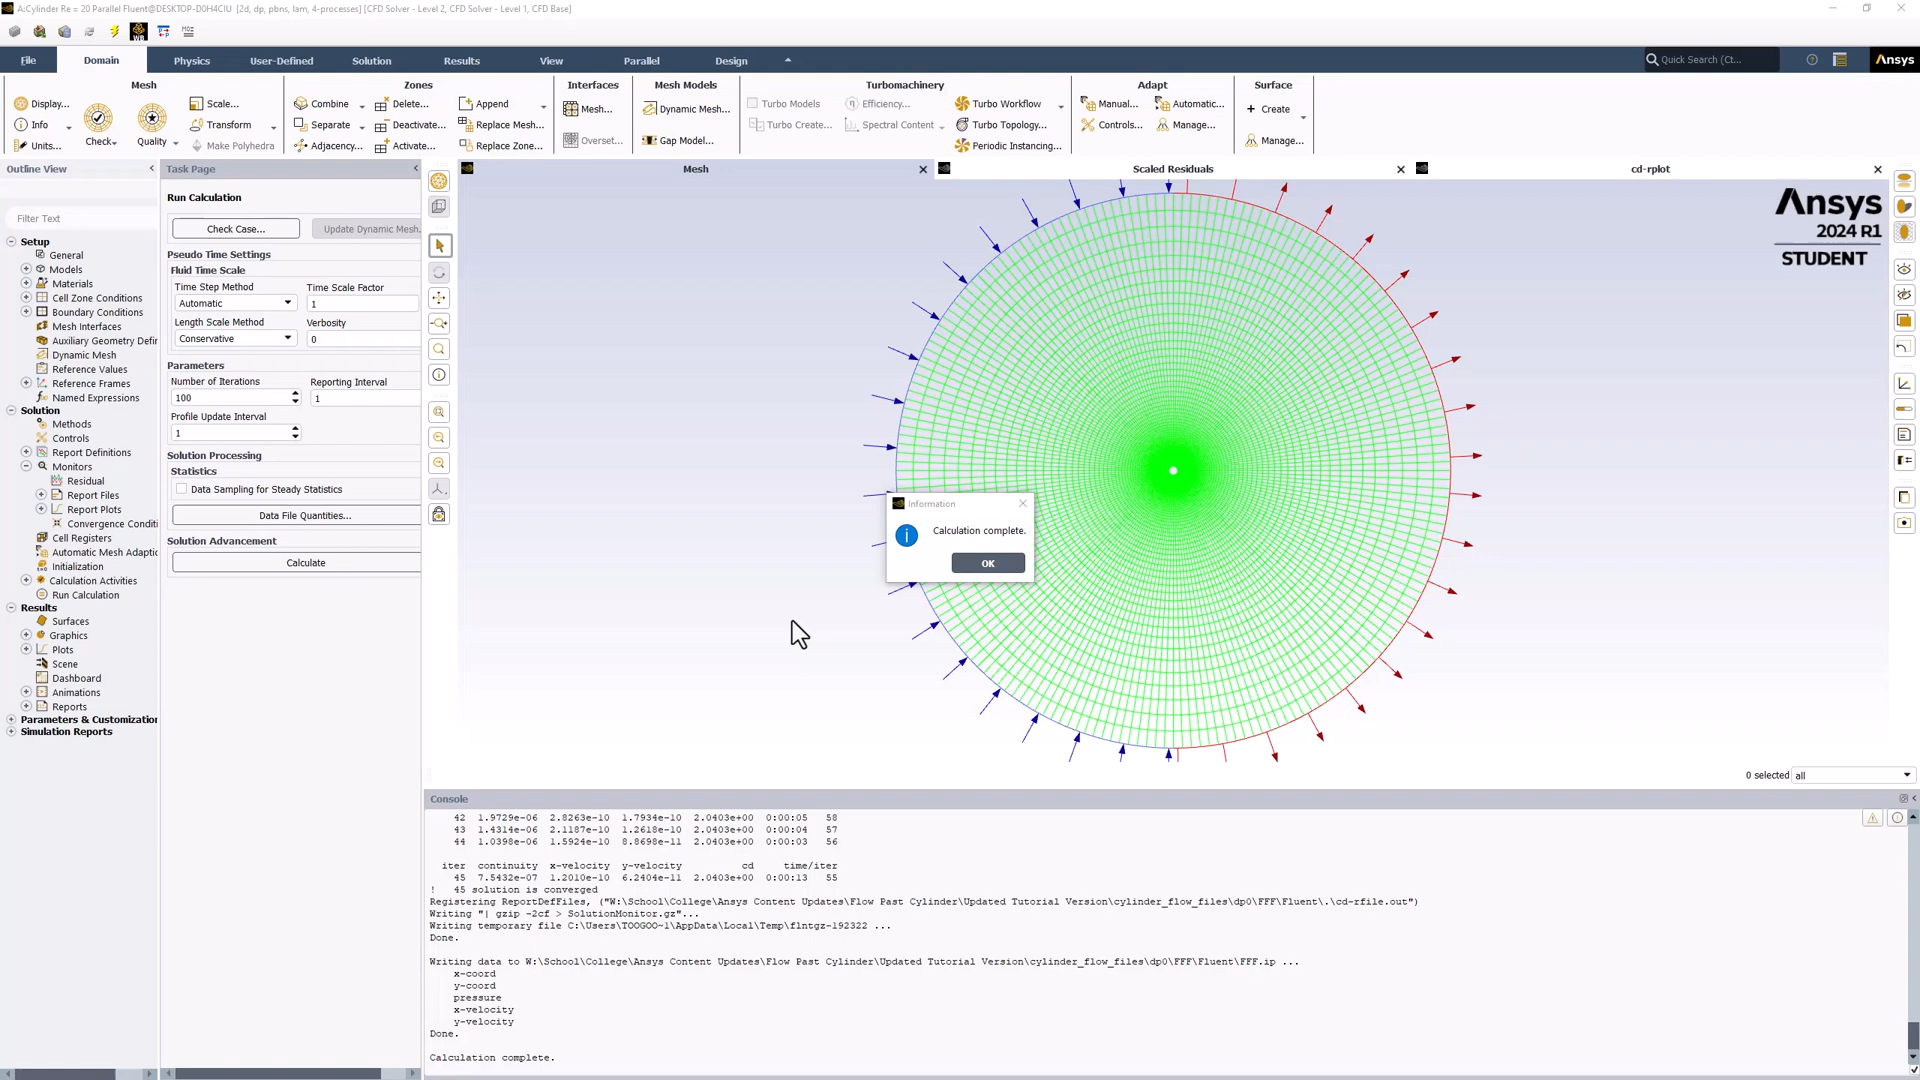 A:Cylinder Re = 20 Parallel Fluent@DESKTOP-D0H4CIU [2d, dp, pbns, lam, 4-processes] [CFD Solver - Level 2, CFD Solver - Level 1, CFD Base]
File
Domain
Physics
User-Defined
Solution
Results
View
Parallel
Design
Quick Search (Ct...
Ansys
Mesh
Zones
Interfaces
Mesh Models
Turbomachinery
Adapt
Surface
Display...
Scale...
Combine
Delete...
Append
Mesh...
Dynamic Mesh...
Turbo Models
Efficiency...
Turbo Workflow
Manual...
Automatic...
Create
Info
Check
Quality
Transform
Separate
Deactivate...
Replace Mesh...
Turbo Create...
Spectral Content
Turbo Topology...
Controls...
Manage...
Units...
Make Polyhedra
Adjacency...
Activate...
Replace Zone...
Overset...
Gap Model...
Periodic Instancing...
Manage...
Outline View
Filter Text
Setup
General
Models
Materials
Cell Zone Conditions
Boundary Conditions
Mesh Interfaces
Auxiliary Geometry Defir
Dynamic Mesh
Reference Values
Reference Frames
Named Expressions
Solution
Methods
Controls
Report Definitions
Monitors
Residual
Report Files
Report Plots
Convergence Conditi
Cell Registers
Automatic Mesh Adaptio
Initialization
Calculation Activities
Run Calculation
Results
Surfaces
Graphics
Plots
Scene
Dashboard
Animations
Reports
Parameters & Customization
Simulation Reports
Task Page
Run Calculation
Check Case...
Update Dynamic Mesh.
Pseudo Time Settings
Fluid Time Scale
Time Step Method
Time Scale Factor
Automatic
1
Length Scale Method
Verbosity
Conservative
0
Parameters
Number of Iterations
Reporting Interval
100
1
Profile Update Interval
1
Solution Processing
Statistics
Data Sampling for Steady Statistics
Data File Quantities...
Solution Advancement
Calculate
Mesh
Scaled Residuals
cd-rplot
Ansys
2024 R1
STUDENT
Information
Calculation complete.
OK
0 selected
all
Console
42 1.9729e-06 2.8263e-10 1.7934e-10 2.0403e+00 0:00:05 58
43 1.4314e-06 2.1187e-10 1.2618e-10 2.0403e+00 0:00:04 57
44 1.0398e-06 1.5924e-10 8.8698e-11 2.0403e+00 0:00:03 56
iter continuity x-velocity y-velocity cd time/iter
45 7.5432e-07 1.2010e-10 6.2404e-11 2.0403e+00 0:00:13 55
! 45 solution is converged
Registering ReportDefFiles, ("W:\School\College\Ansys Content Updates\Flow Past Cylinder\Updated Tutorial Version\cylinder_flow_files\dp0\FFF\Fluent\.\cd-rfile.out")
Writing "| gzip -2cf > SolutionMonitor.gz"...
Writing temporary file C:\Users\TOOGOO~1\AppData\Local\Temp\flntgz-192322 ...
Done.
Writing data to W:\School\College\Ansys Content Updates\Flow Past Cylinder\Updated Tutorial Version\cylinder_flow_files\dp0\FFF\Fluent\FFF.ip ...
x-coord
y-coord
pressure
x-velocity
y-velocity
Done.
Calculation complete.